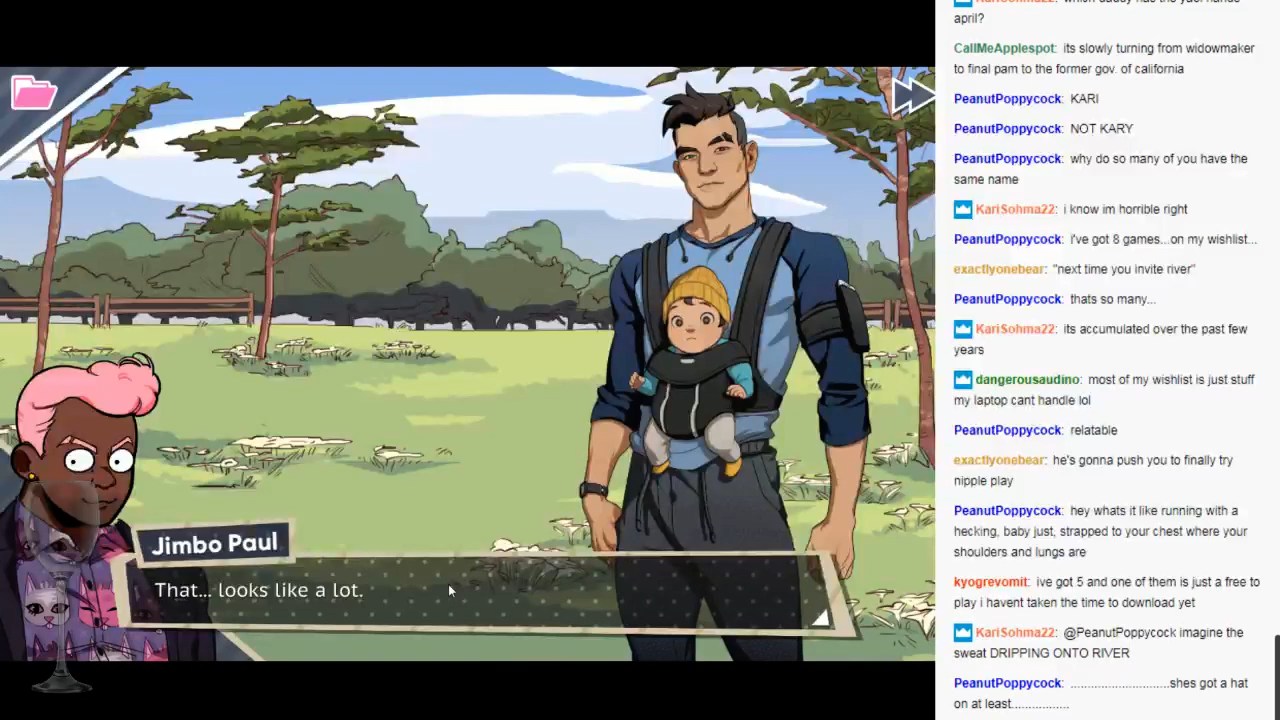 Jimbo Paul
That... looks like a lot.
april?
CallMeApplespot: its slowly turning from widowmaker
to final pam to the former gov. of california
PeanutPoppycock: KARI
PeanutPoppycock: NOT KARY
PeanutPoppycock: why do so many of you have the
same name
KariSohma22: i know im horrible right
PeanutPoppycock: i've got 8 games...on my wishlist...
exactlyonebear: "next time you invite river"
PeanutPoppycock: thats so many...
KariSohma22: its accumulated over the past few
years
dangerousaudino: most of my wishlist is just stuff
my laptop cant handle lol
PeanutPoppycock: relatable
exactlyonebear: he's gonna push you to finally try
nipple play
PeanutPoppycock: hey whats it like running with a
hecking, baby just, strapped to your chest where your
shoulders and lungs are
kyogrevomit: ive got 5 and one of them is just a free to
play i havent taken the time to download yet
KariSohma22: @PeanutPoppycock imagine the
sweat DRIPPING ONTO RIVER
PeanutPoppycock: .............................shes got a hat
on at least.................